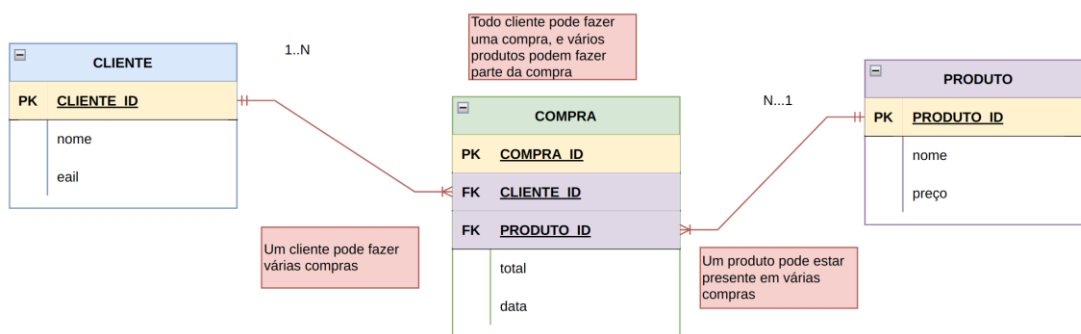 Todo cliente pode fazer
uma compra, e vários
produtos podem fazer
parte da compra
1..N
CLIENTE
PK CLIENTE_ID
nome
eail
COMPRA
PK COMPRA_ID
FK CLIENTE_ID
FK PRODUTO_ID
total
data
N...1
PRODUTO
PK PRODUTO_ID
nome
preço
Um cliente pode fazer
várias compras
Um produto pode estar
presente em várias
compras